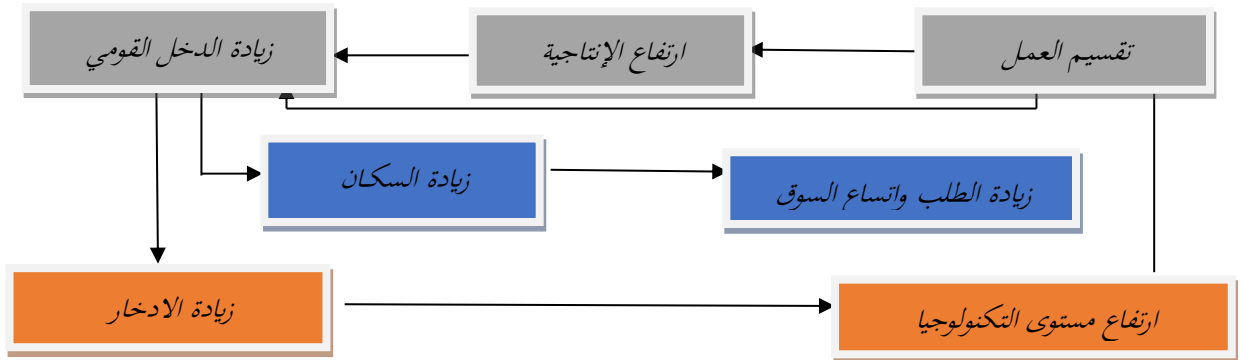 تقسيم العمل
ارتفاع الإنتاجية
زيادة الدخل القومي
زيادة السكان
زيادة الطلب واتساع السوق
زيادة الادخار
ارتفاع مستوى التكنولوجيا